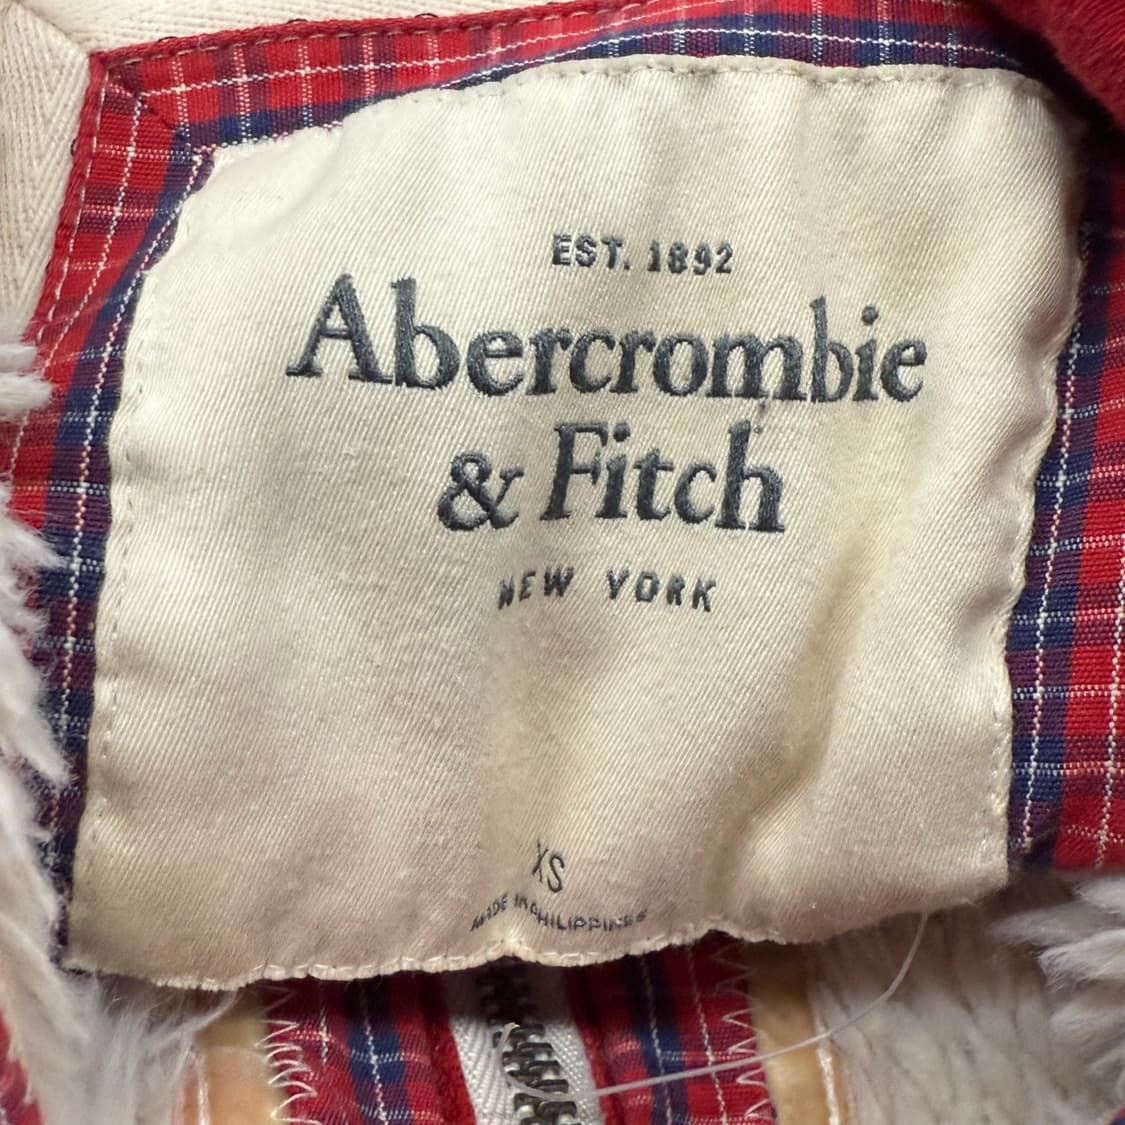 EST. 1892
Abercrombie
& Fitch
NEW YORK
XS
MADE IN PHILIPPINES